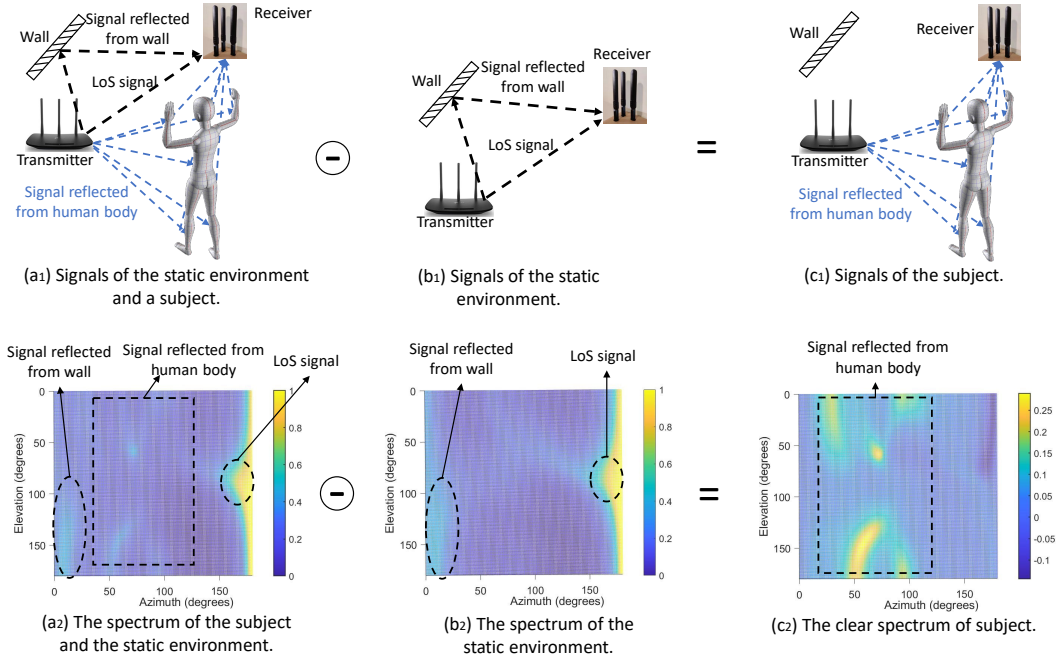 Signal reflected
from wall
Receiver
Wall
LoS signal
Transmitter
Signal reflected
from human body
(a1) Signals of the static environment
and a subject.
Receiver
Signal reflected
from wall
Wall
LoS signal
Transmitter
(b1) Signals of the static
environment.
=
Wall
Receiver
Transmitter
Signal reflected
from human body
(c1) Signals of the subject.
Signal reflected
from wall
Signal reflected from
human body
LoS signal
0
50
100
150
Elevation (degrees)
0 50 100 150
Azimuth (degrees)
1
0.8
0.6
0.4
0.2
0
(a2) The spectrum of the subject
and the static environment.
Signal reflected
from wall
LoS signal
0
50
100
150
Elevation (degrees)
0 50 100 150
Azimuth (degrees)
1
0.8
0.6
0.4
0.2
0
(b2) The spectrum of the
static environment.
=
Signal reflected from
human body
0
50
100
150
Elevation (degrees)
0 50 100 150
Azimuth (degrees)
0.25
0.2
0.15
0.1
0.05
0
-0.05
-0.1
(c2) The clear spectrum of subject.